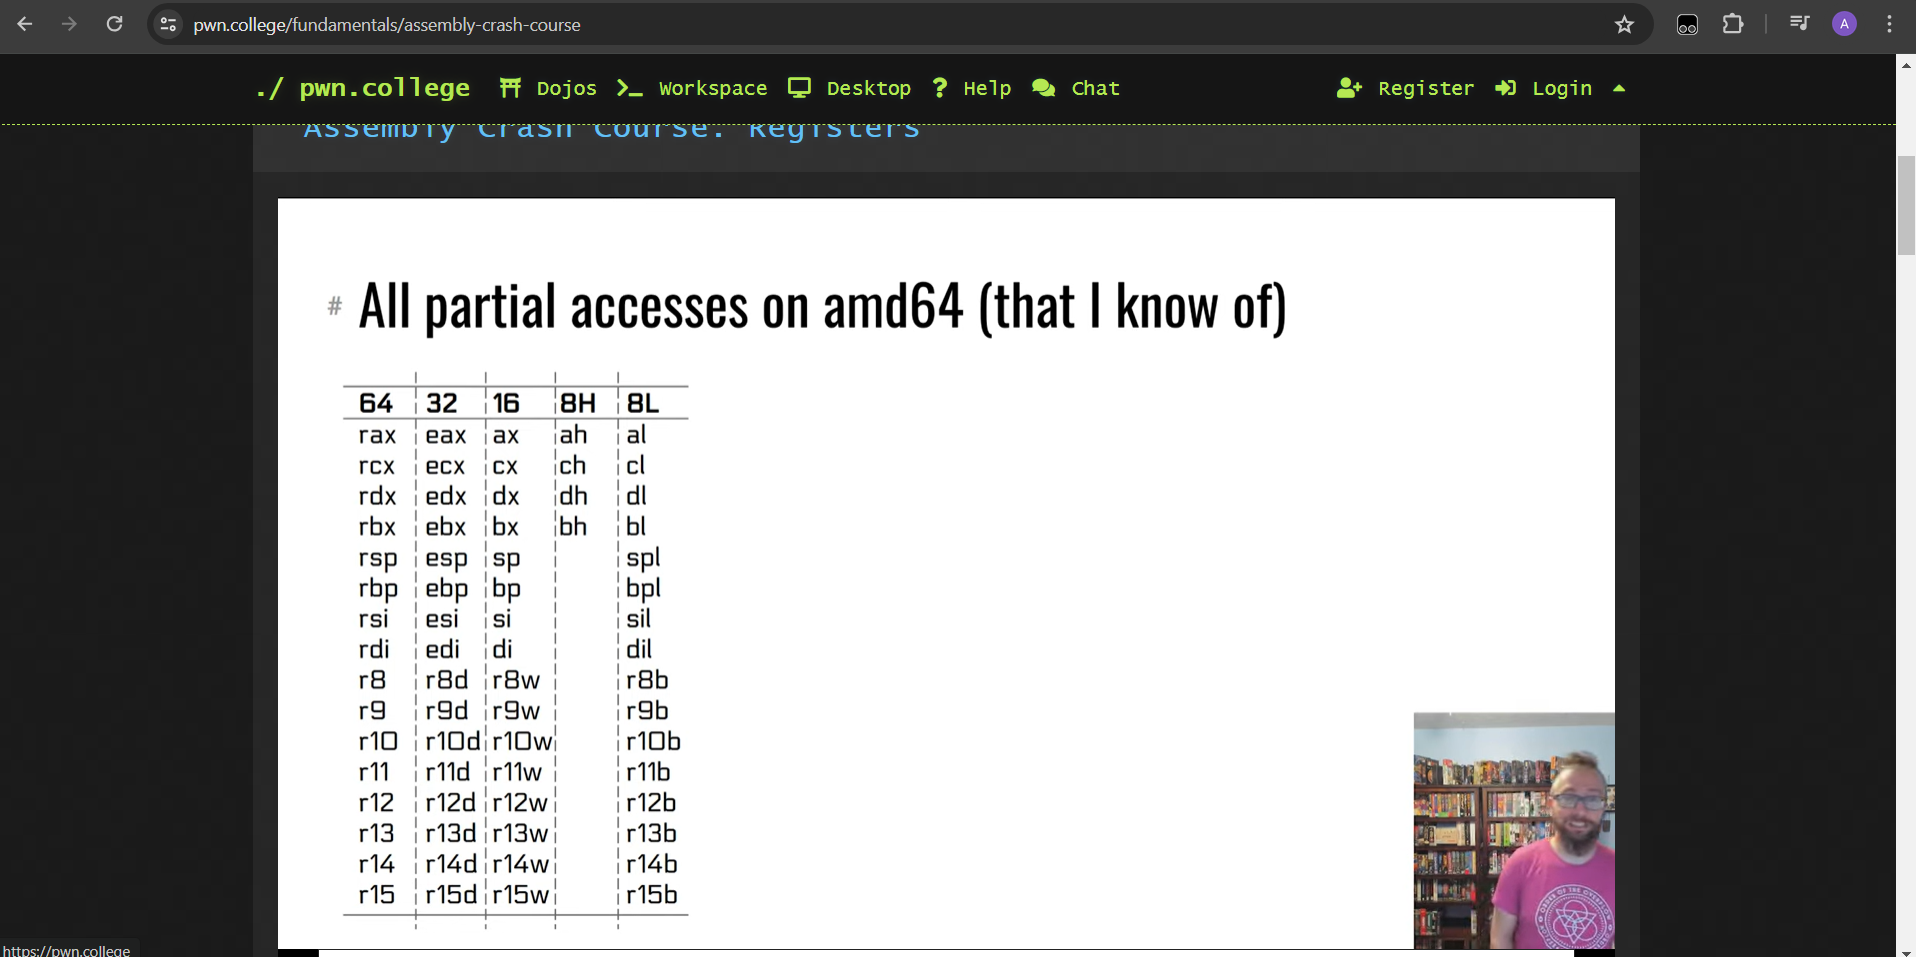 pwn.college/fundamentals/assembly-crash-course
A
./ pwn.college Dojos Workspace Desktop ? Help Chat Register Login
Assembly Crash Course: Registers
# All partial accesses on amd64 (that I know of)
64 32 16 8H 8L
rax eax ax ah al
rcx ecx cx ch cl
rdx edx dx dh dl
rbx ebx bx bh bl
rsp esp sp spl
rbp ebp bp bpl
rsi esi si sil
rdi edi di dil
r8 r8d r8w r8b
r9 r9d r9w r9b
r10 r10d r10w r10b
r11 r11d r11w r11b
r12 r12d r12w r12b
r13 r13d r13w r13b
r14 r14d r14w r14b
r15 r15d r15w r15b
ORDER OF THE OVERFLOW
https://pwn.college